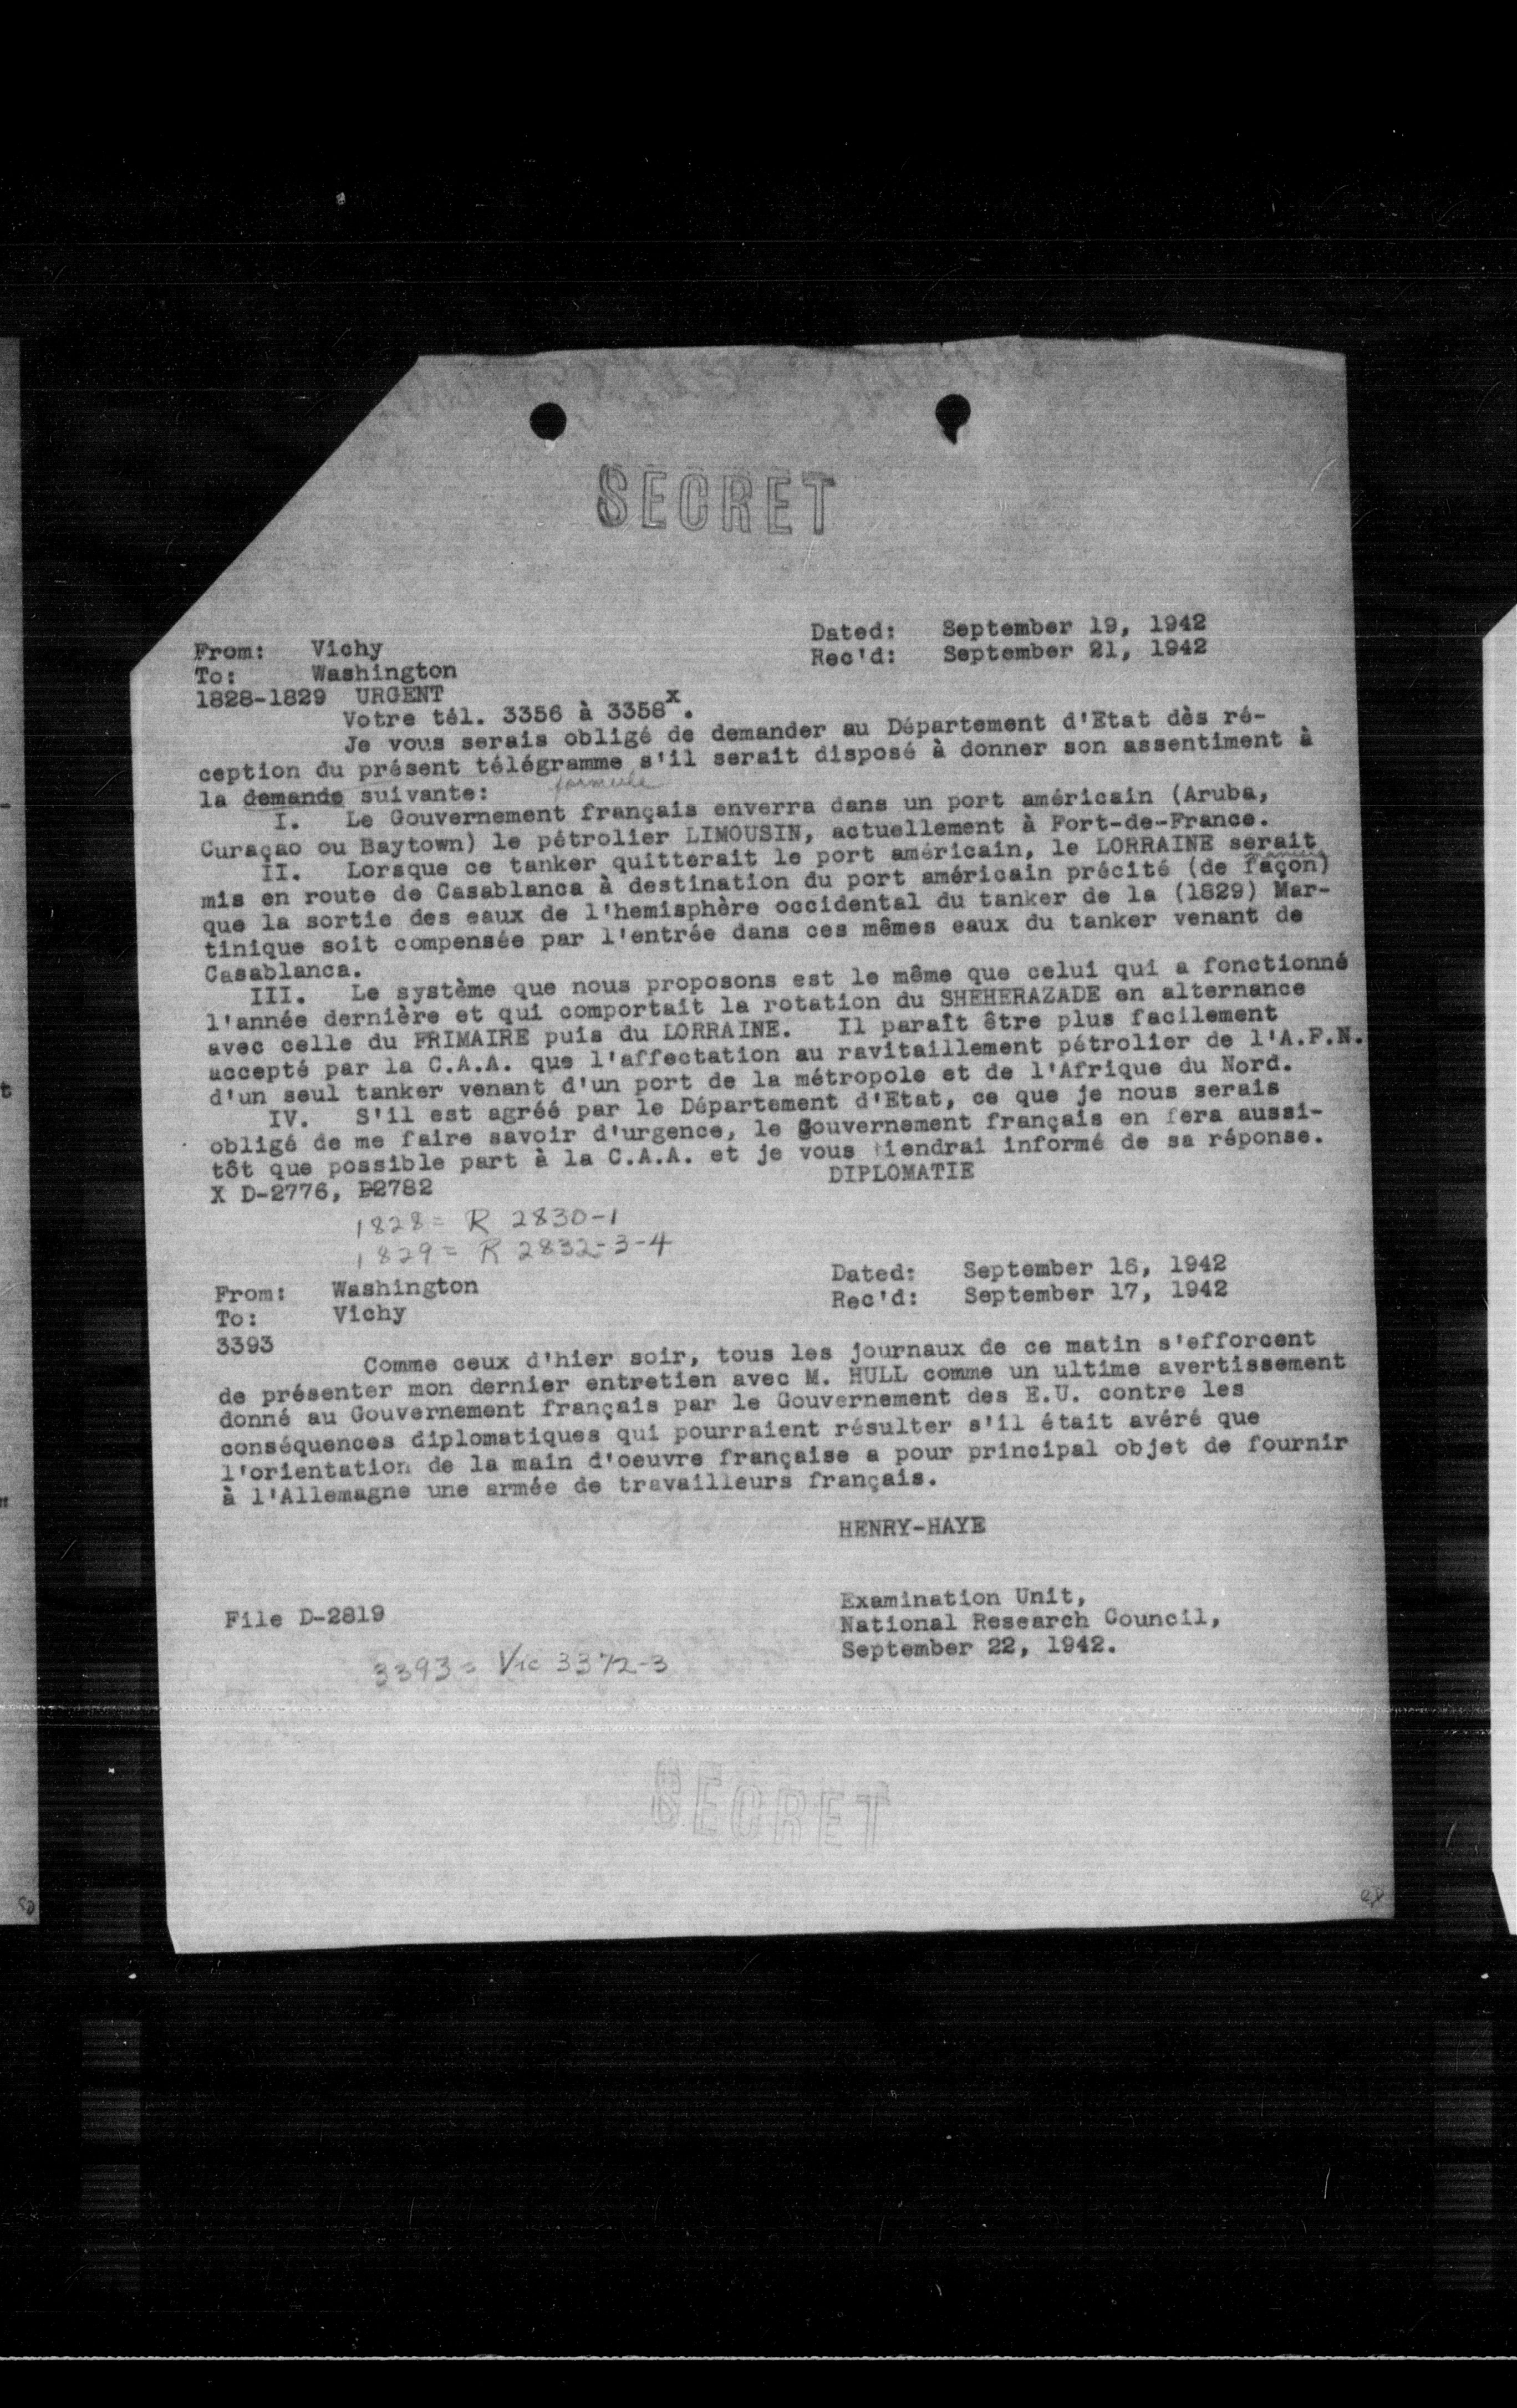 SECRET
From: Vichy
To: Washington
Dated: September 19, 1942
Rec'd: September 21, 1942
1828-1829 URGENT
Votre tél. 3356 à 3358x.
Je vous serais obligé de demander au Département d'Etat dès ré-
ception du présent télégramme s'il serait disposé à donner son assentiment à
la demande suivante: formule
I. Le Gouvernement français enverra dans un port américain (Aruba,
Curaçao ou Baytown) le pétrolier LIMOUSIN, actuellement à Fort-de-France.
II. Lorsque ce tanker quitterait le port américain, le LORRAINE serait
mis en route de Casablanca à destination du port américain précité (de façon)
que la sortie des eaux de l'hemisphère occidental du tanker de la (1829) Mar-
tinique soit compensée par l'entrée dans ces mêmes eaux du tanker venant de
Casablanca.
III. Le système que nous proposons est le même que celui qui a fonctionné
l'année dernière et qui comportait la rotation du SHEHERAZADE en alternance
avec celle du FRIMAIRE puis du LORRAINE. Il paraît être plus facilement
accepté par la C.A.A. que l'affectation au ravitaillement pétrolier de l'A.F.N.
d'un seul tanker venant d'un port de la métropole et de l'Afrique du Nord.
IV. S'il est agréé par le Département d'Etat, ce que je nous serais
obligé de me faire savoir d'urgence, le Gouvernement français en fera aussi-
tôt que possible part à la C.A.A. et je vous tiendrai informé de sa réponse.
DIPLOMATIE
X D-2776, D2782
1828 = R 2830-1
1829 = R 2832-3-4
From: Washington
To: Vichy
Dated: September 16, 1942
Rec'd: September 17, 1942
3393
Comme ceux d'hier soir, tous les journaux de ce matin s'efforcent
de présenter mon dernier entretien avec M. HULL comme un ultime avertissement
donné au Gouvernement français par le Gouvernement des E.U. contre les
conséquences diplomatiques qui pourraient résulter s'il était avéré que
l'orientation de la main d'oeuvre française a pour principal objet de fournir
à l'Allemagne une armée de travailleurs français.
HENRY-HAYE
File D-2819
Examination Unit,
National Research Council,
September 22, 1942.
3393 = Vic 3372-3
SECRET